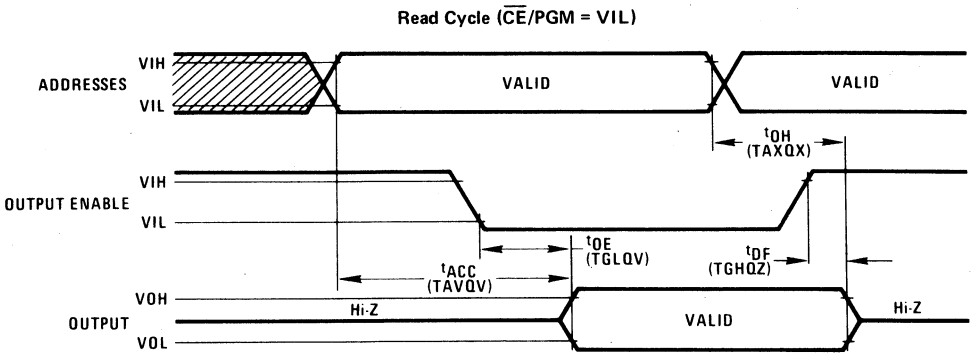 Read Cycle (C̅E̅/PGM = VIL)
VIH
ADDRESSES
VALID
VALID
VIL
tOH
(TAXQX)
VIH
OUTPUT ENABLE
VIL
tOE
(TGLQV)
tDF
(TGHQZ)
tACC
(TAVQV)
VOH
Hi-Z
Hi-Z
OUTPUT
VALID
VOL